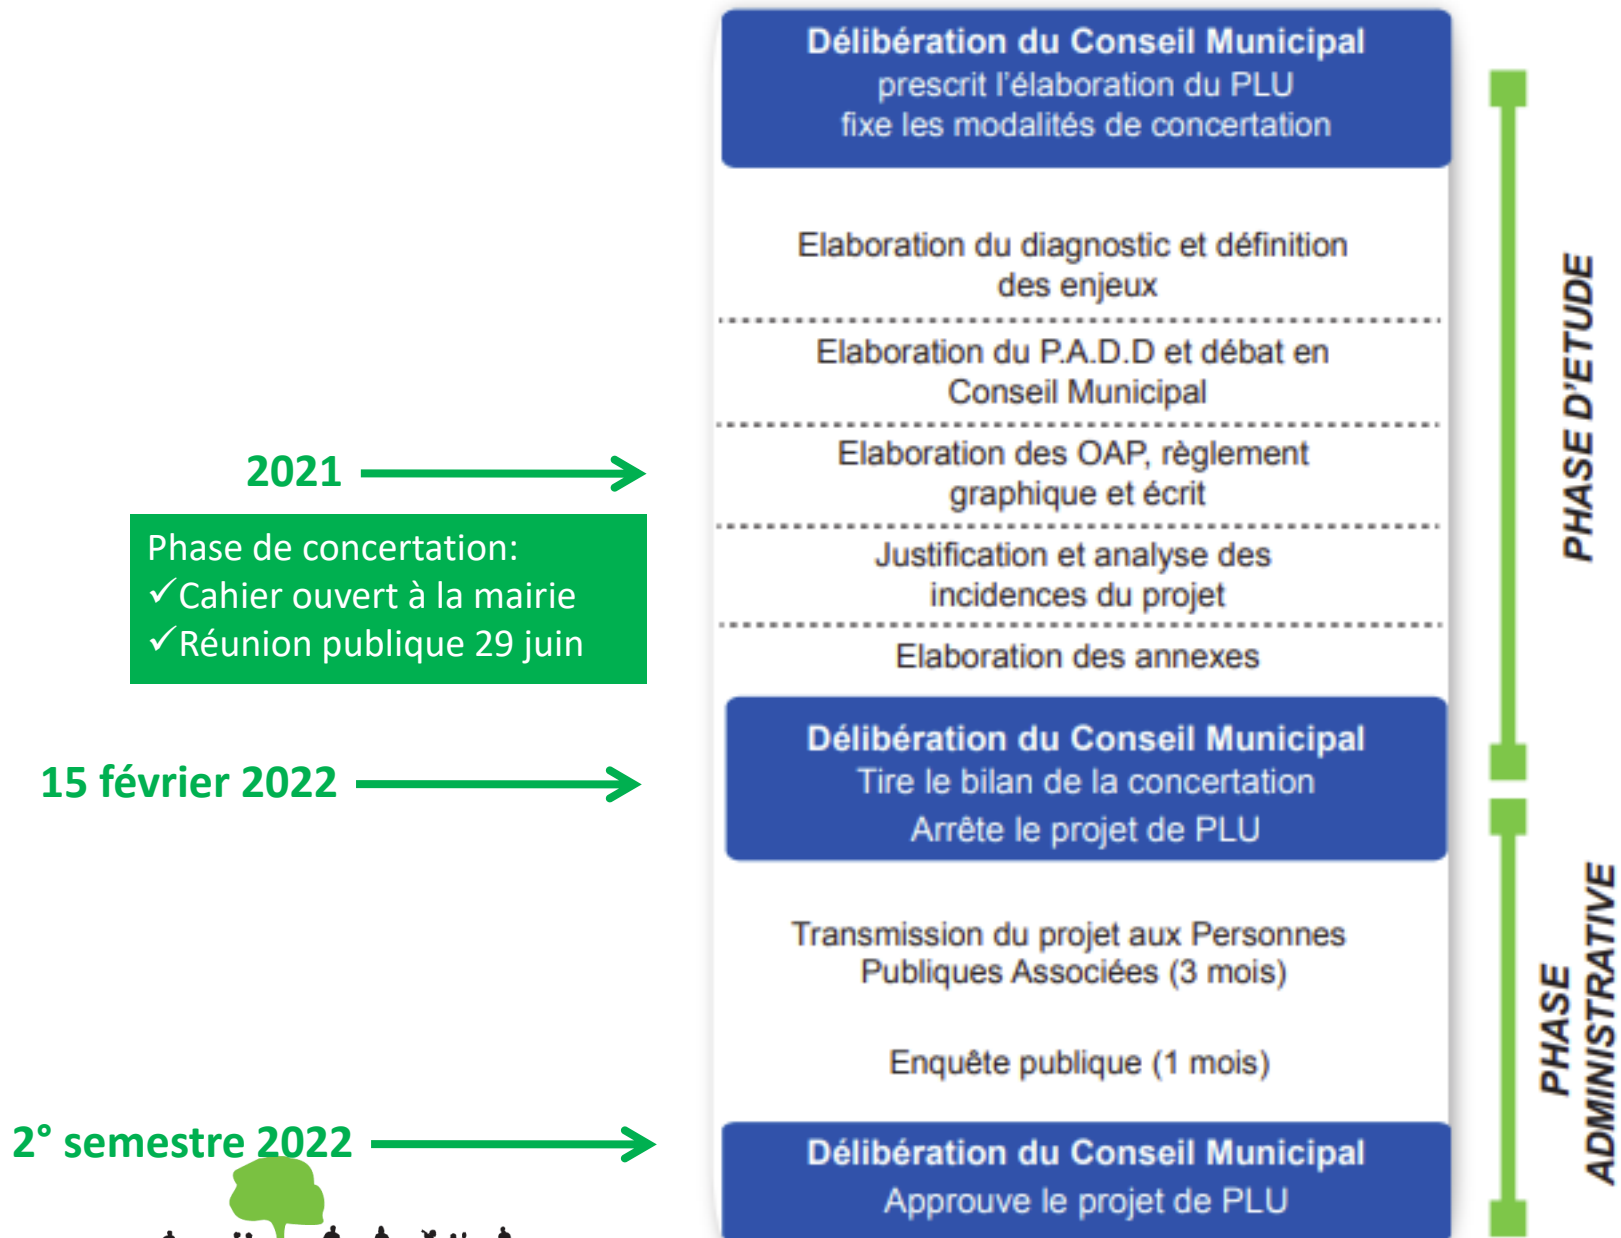 Délibération du Conseil Municipal
prescrit l'élaboration du PLU
fixe les modalités de concertation
Elaboration du diagnostic et définition
des enjeux
Elaboration du P.A.D.D et débat en
Conseil Municipal
2021
Elaboration des OAP, règlement
graphique et écrit
Phase de concertation:
✓Cahier ouvert à la mairie
✓Réunion publique 29 juin
Justification et analyse des
incidences du projet
Elaboration des annexes
PHASE D'ETUDE
15 février 2022
Délibération du Conseil Municipal
Tire le bilan de la concertation
Arrête le projet de PLU
Transmission du projet aux Personnes
Publiques Associées (3 mois)
Enquête publique (1 mois)
PHASE
ADMINISTRATIVE
2° semestre 2022
Délibération du Conseil Municipal
Approuve le projet de PLU